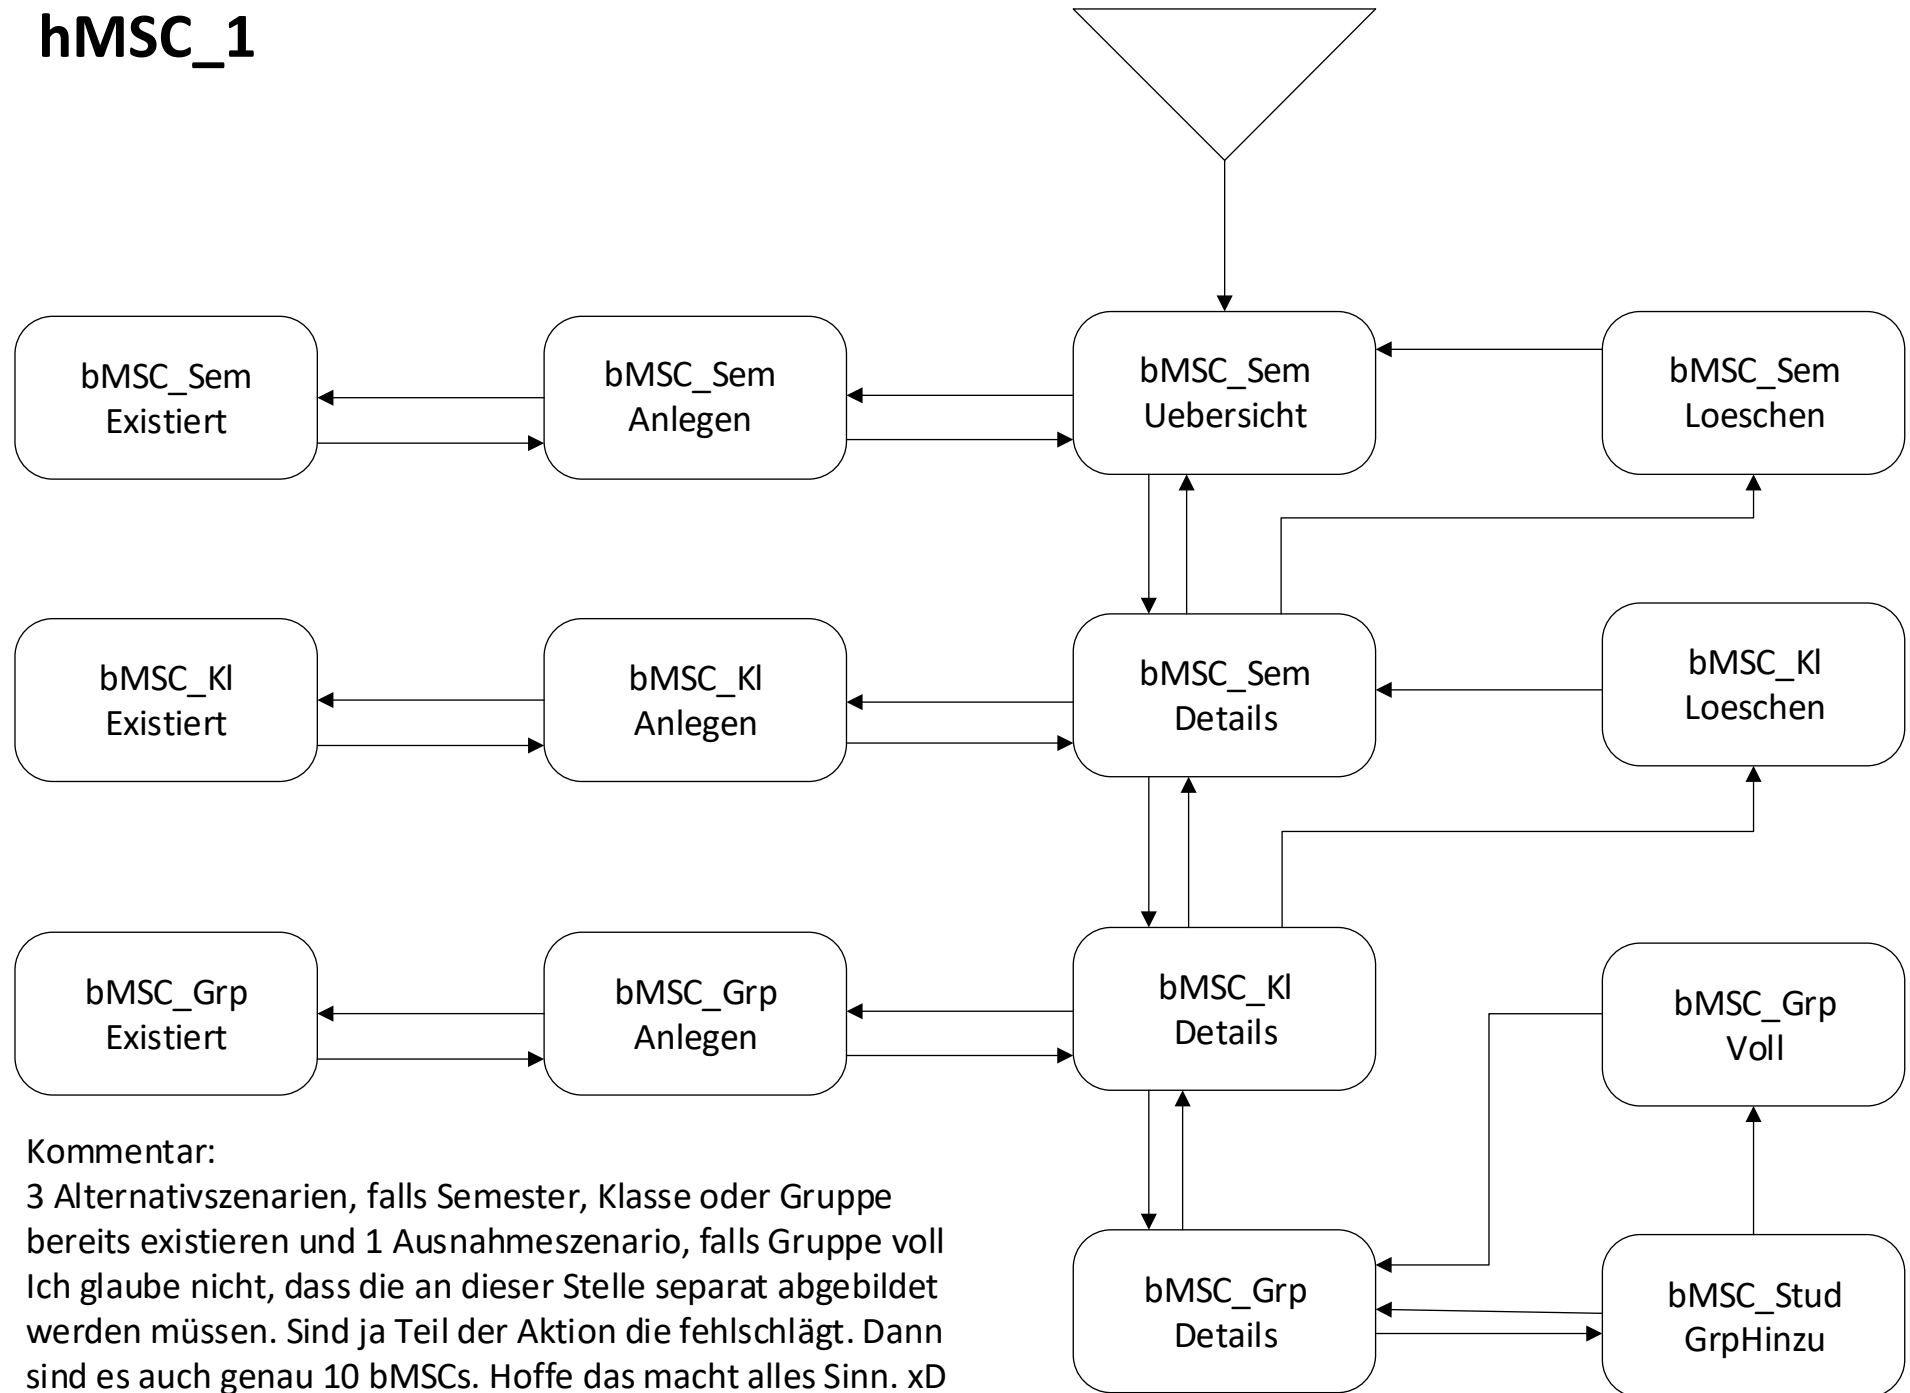 hMSC_1
bMSC_Sem
Existiert
bMSC_Sem
Anlegen
bMSC_Sem
Uebersicht
bMSC_Sem
Loeschen
bMSC_Kl
Existiert
bMSC_Kl
Anlegen
bMSC_Sem
Details
bMSC_Kl
Loeschen
bMSC_Grp
Existiert
bMSC_Grp
Anlegen
bMSC_Kl
Details
bMSC_Grp
Voll
Kommentar:
3 Alternativszenarien, falls Semester, Klasse oder Gruppe
bereits existieren und 1 Ausnahmeszenario, falls Gruppe voll
Ich glaube nicht, dass die an dieser Stelle separat abgebildet
werden müssen. Sind ja Teil der Aktion die fehlschlägt. Dann
sind es auch genau 10 bMSCs. Hoffe das macht alles Sinn. xD
bMSC_Grp
Details
bMSC_Stud
GrpHinzu